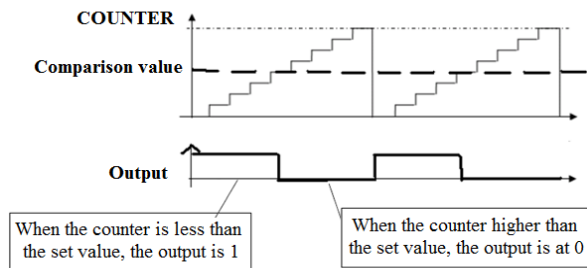 COUNTER
Comparison value
Output
When the counter is less than
the set value, the output is 1
When the counter higher than
the set value, the output is at 0